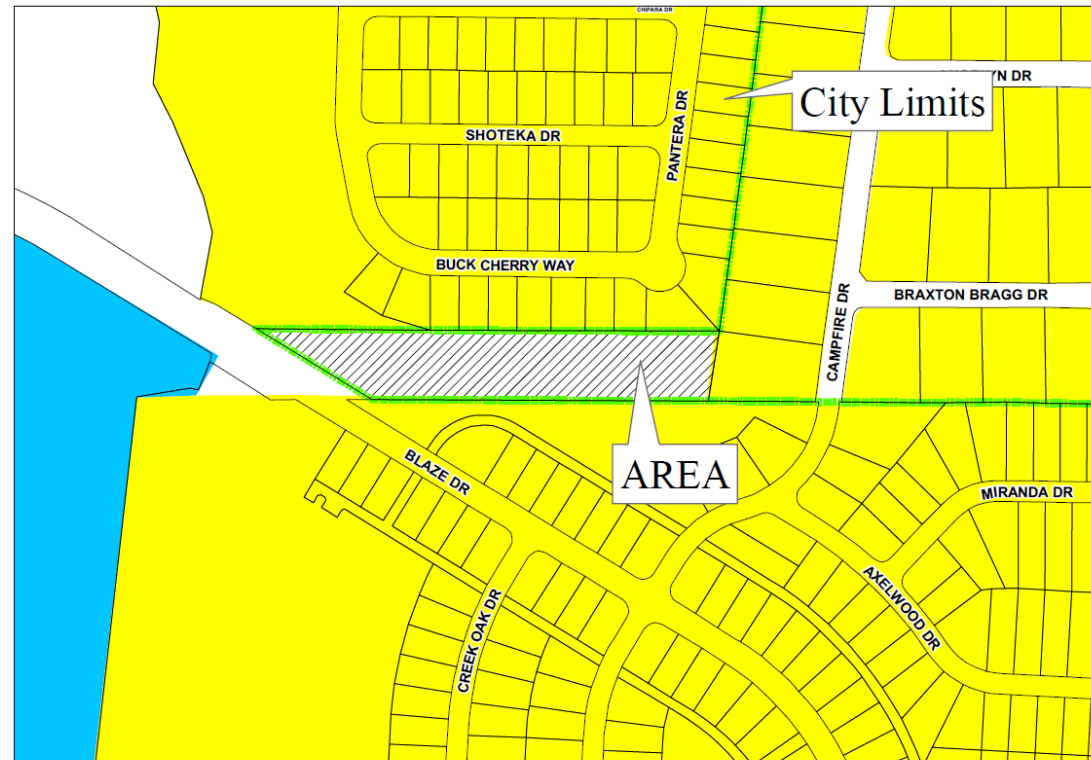 CHIPARA DR
City Limits
SHOTEKA DR
PANTERA DR
BUCK CHERRY WAY
BRAXTON BRAGG DR
CAMPFIRE DR
AREA
BLAZE DR
MIRANDA DR
AXELWOOD DR
CREEK OAK DR
DR